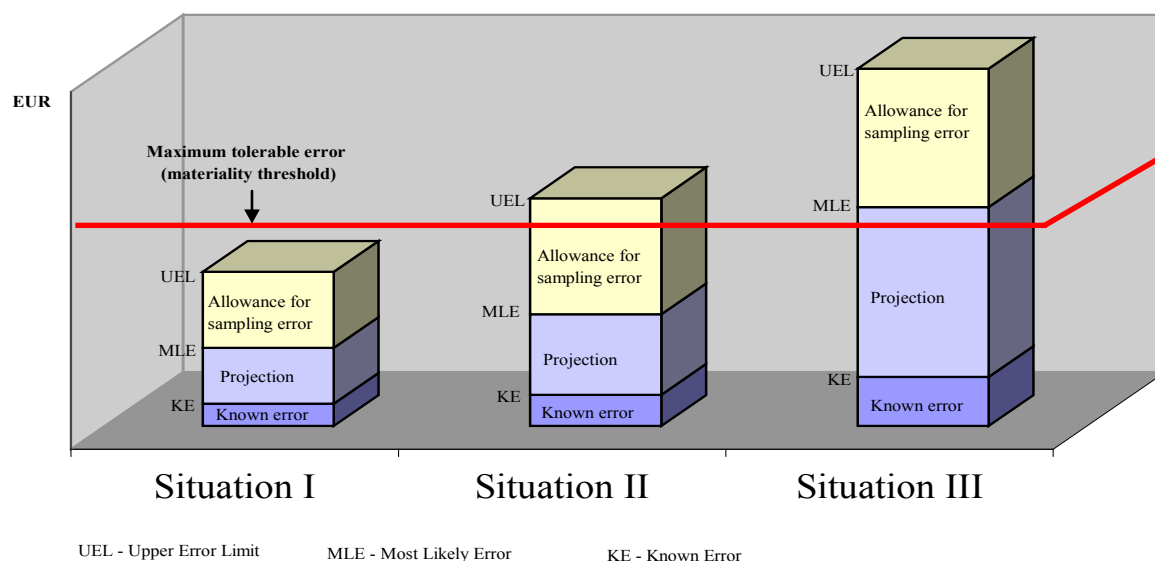 EUR
Maximum tolerable error
(materiality threshold)
UEL
Allowance for
sampling error
MLE
Projection
KE
Known error
UEL
Allowance for
sampling error
MLE
Projection
KE
Known error
UEL
Allowance for
sampling error
MLE
Projection
KE
Known error
Situation I
Situation II
Situation III
UEL - Upper Error Limit
MLE - Most Likely Error
KE - Known Error